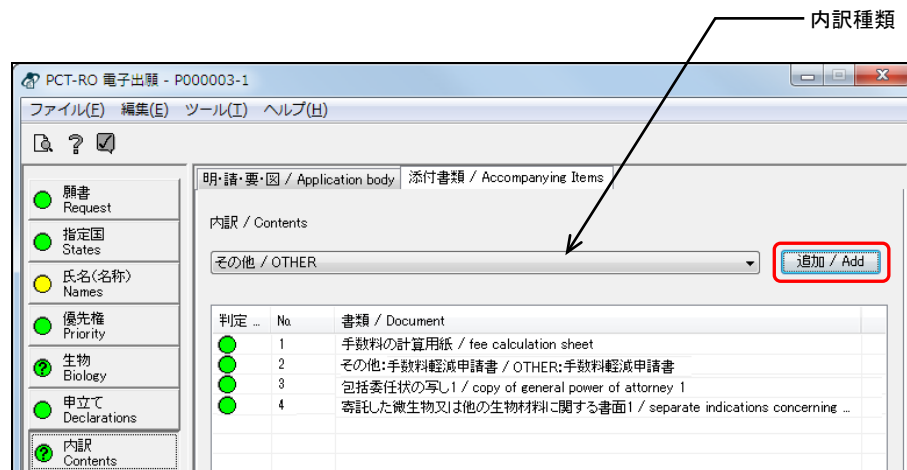 内訳種類
PCT-RO 電子出願 - P000003-1
ファイル(F) 編集(E) ツール(T) ヘルプ(H)
明・請・要・図 / Application body 添付書類 / Accompanying Items
願書
Request
指定国
States
氏名(名称)
Names
優先権
Priority
生物
Biology
申立て
Declarations
内訳
Contents
内訳 / Contents
その他 / OTHER
追加 / Add
判定 ... No. 書類 / Document
1 手数料の計算用紙 / fee calculation sheet
2 その他:手数料軽減申請書 / OTHER:手数料軽減申請書
3 包括委任状の写し1 / copy of general power of attorney 1
4 寄託した微生物又は他の生物材料に関する書面1 / separate indications concerning ...